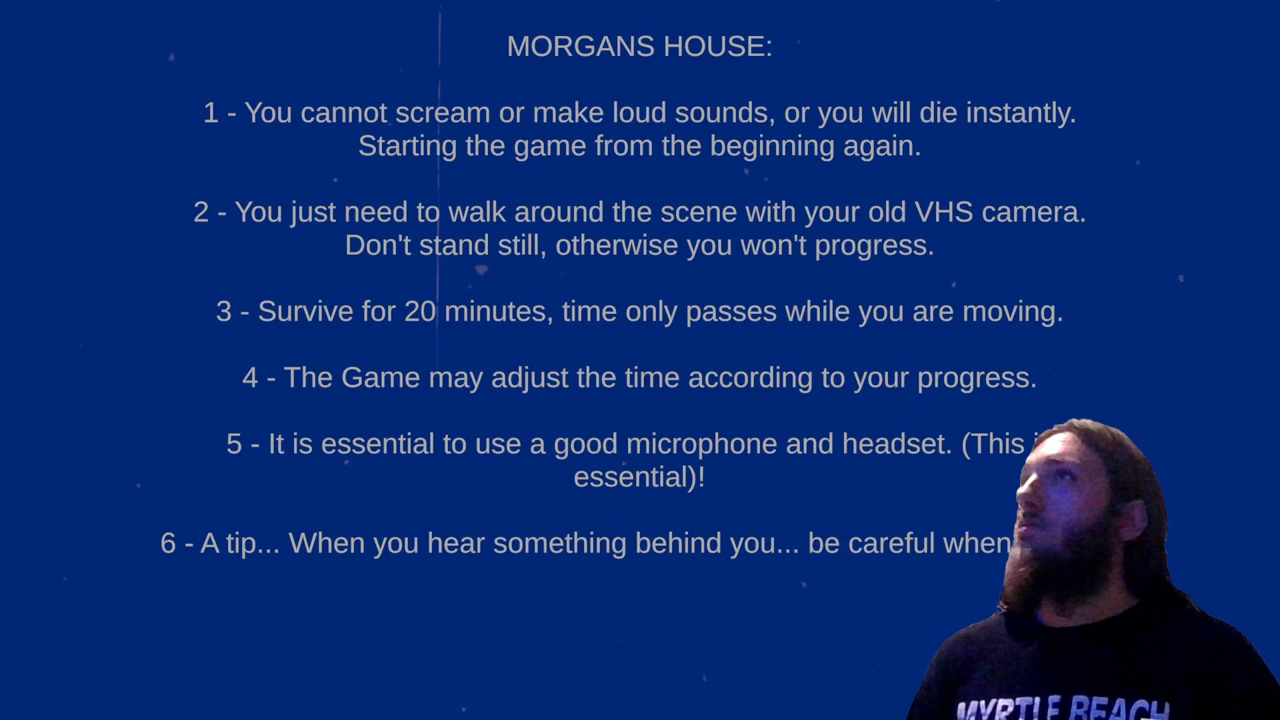 MORGANS HOUSE:
1 - You cannot scream or make loud sounds, or you will die instantly.
Starting the game from the beginning again.
2 - You just need to walk around the scene with your old VHS camera.
Don't stand still, otherwise you won't progress.
3 - Survive for 20 minutes, time only passes while you are moving.
4 - The Game may adjust the time according to your progress.
5 - It is essential to use a good microphone and headset. (This
essential)!
6 - A tip... When you hear something behind you... be careful when
MYRTLE BEACH